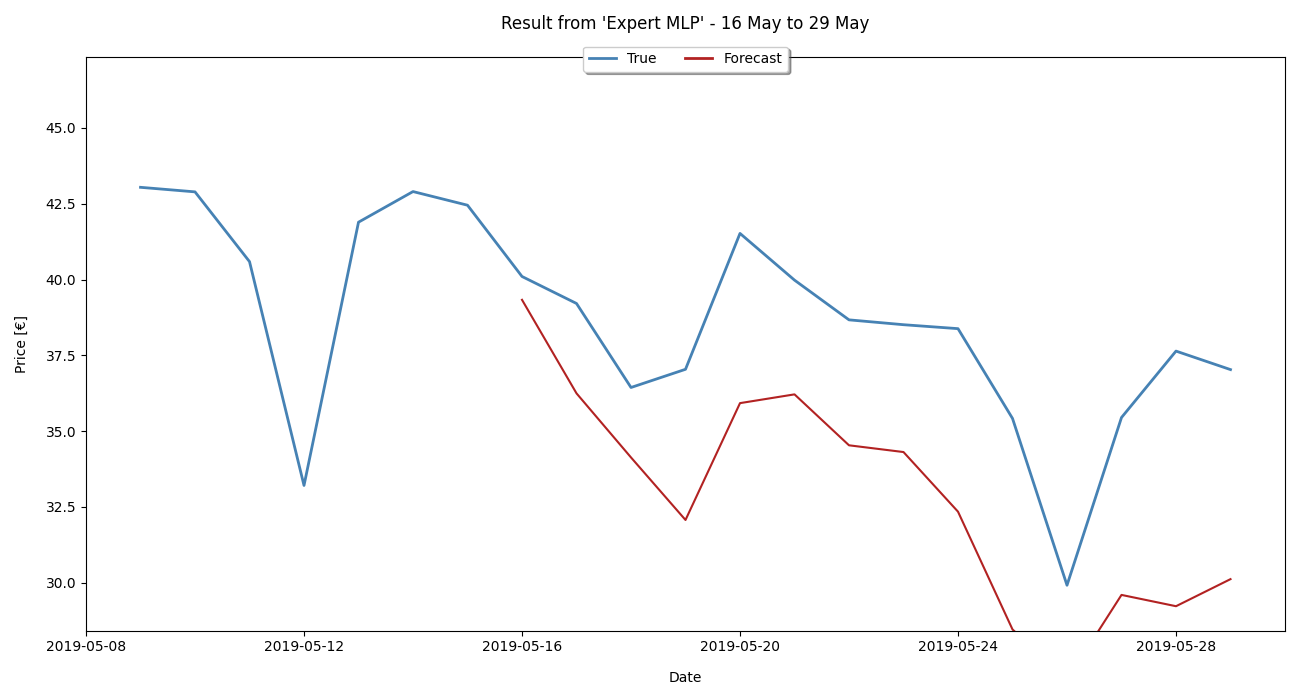 Result from 'Expert MLP' - 16 May to 29 May
True
Forecast
45.0
42.5
40.0
37.5
35.0
32.5
30.0
Price [€]
2019-05-08
2019-05-12
2019-05-16
2019-05-20
2019-05-24
2019-05-28
Date